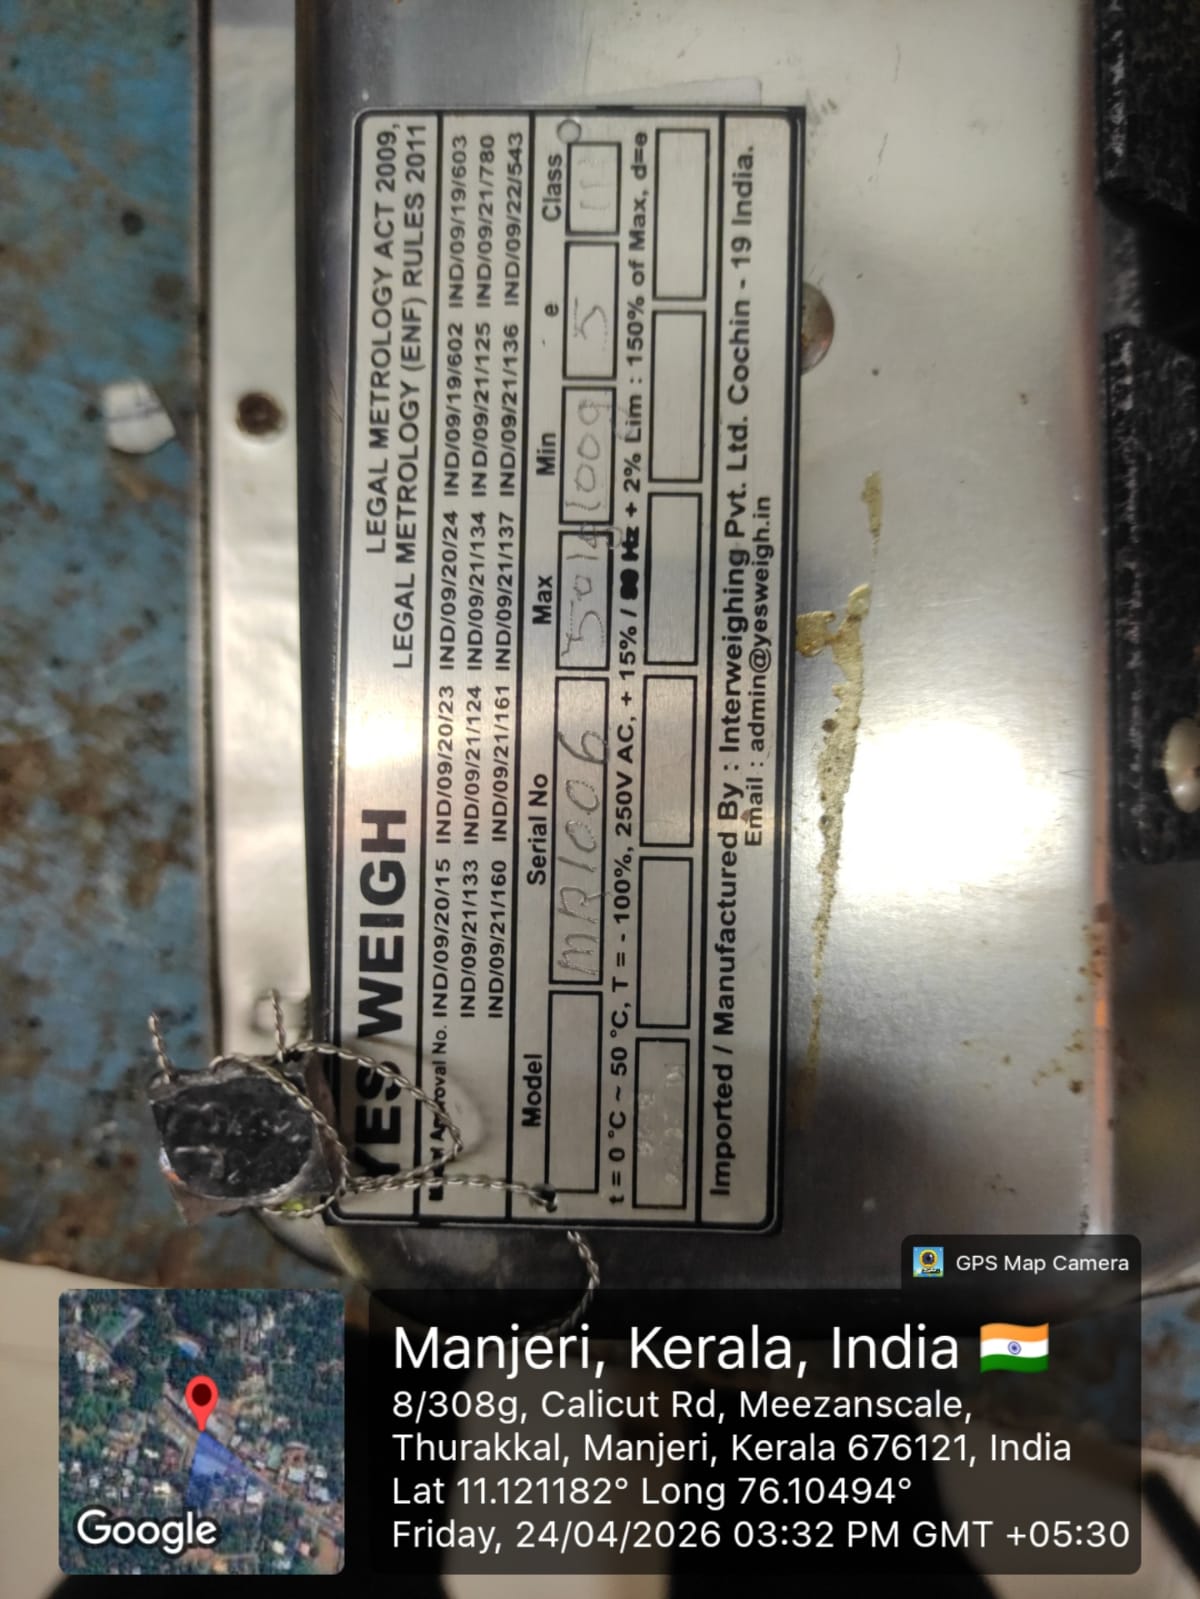 YES WEIGH
LEGAL METROLOGY ACT 2009,
LEGAL METROLOGY (ENF) RULES 2011
Approval No. IND/09/20/15 IND/09/20/23 IND/09/20/24 IND/09/19/602 IND/09/19/603
IND/09/21/133 IND/09/21/124 IND/09/21/134 IND/09/21/125 IND/09/21/780
IND/09/21/160 IND/09/21/161 IND/09/21/137 IND/09/21/136 IND/09/22/543
Model Serial No Max Min e Class
MR1006 50kg 100g 5 III
t = 0 °C ~ 50 °C, T = - 100%, 250V AC, + 15% / Hz + 2% Lim : 150% of Max, d=e
Imported / Manufactured By : Interweighing Pvt. Ltd. Cochin - 19 India.
Email : admin@yesweigh.in
GPS Map Camera
Manjeri, Kerala, India
8/308g, Calicut Rd, Meezanscale,
Thurakkal, Manjeri, Kerala 676121, India
Lat 11.121182° Long 76.10494°
Friday, 24/04/2026 03:32 PM GMT +05:30
Google